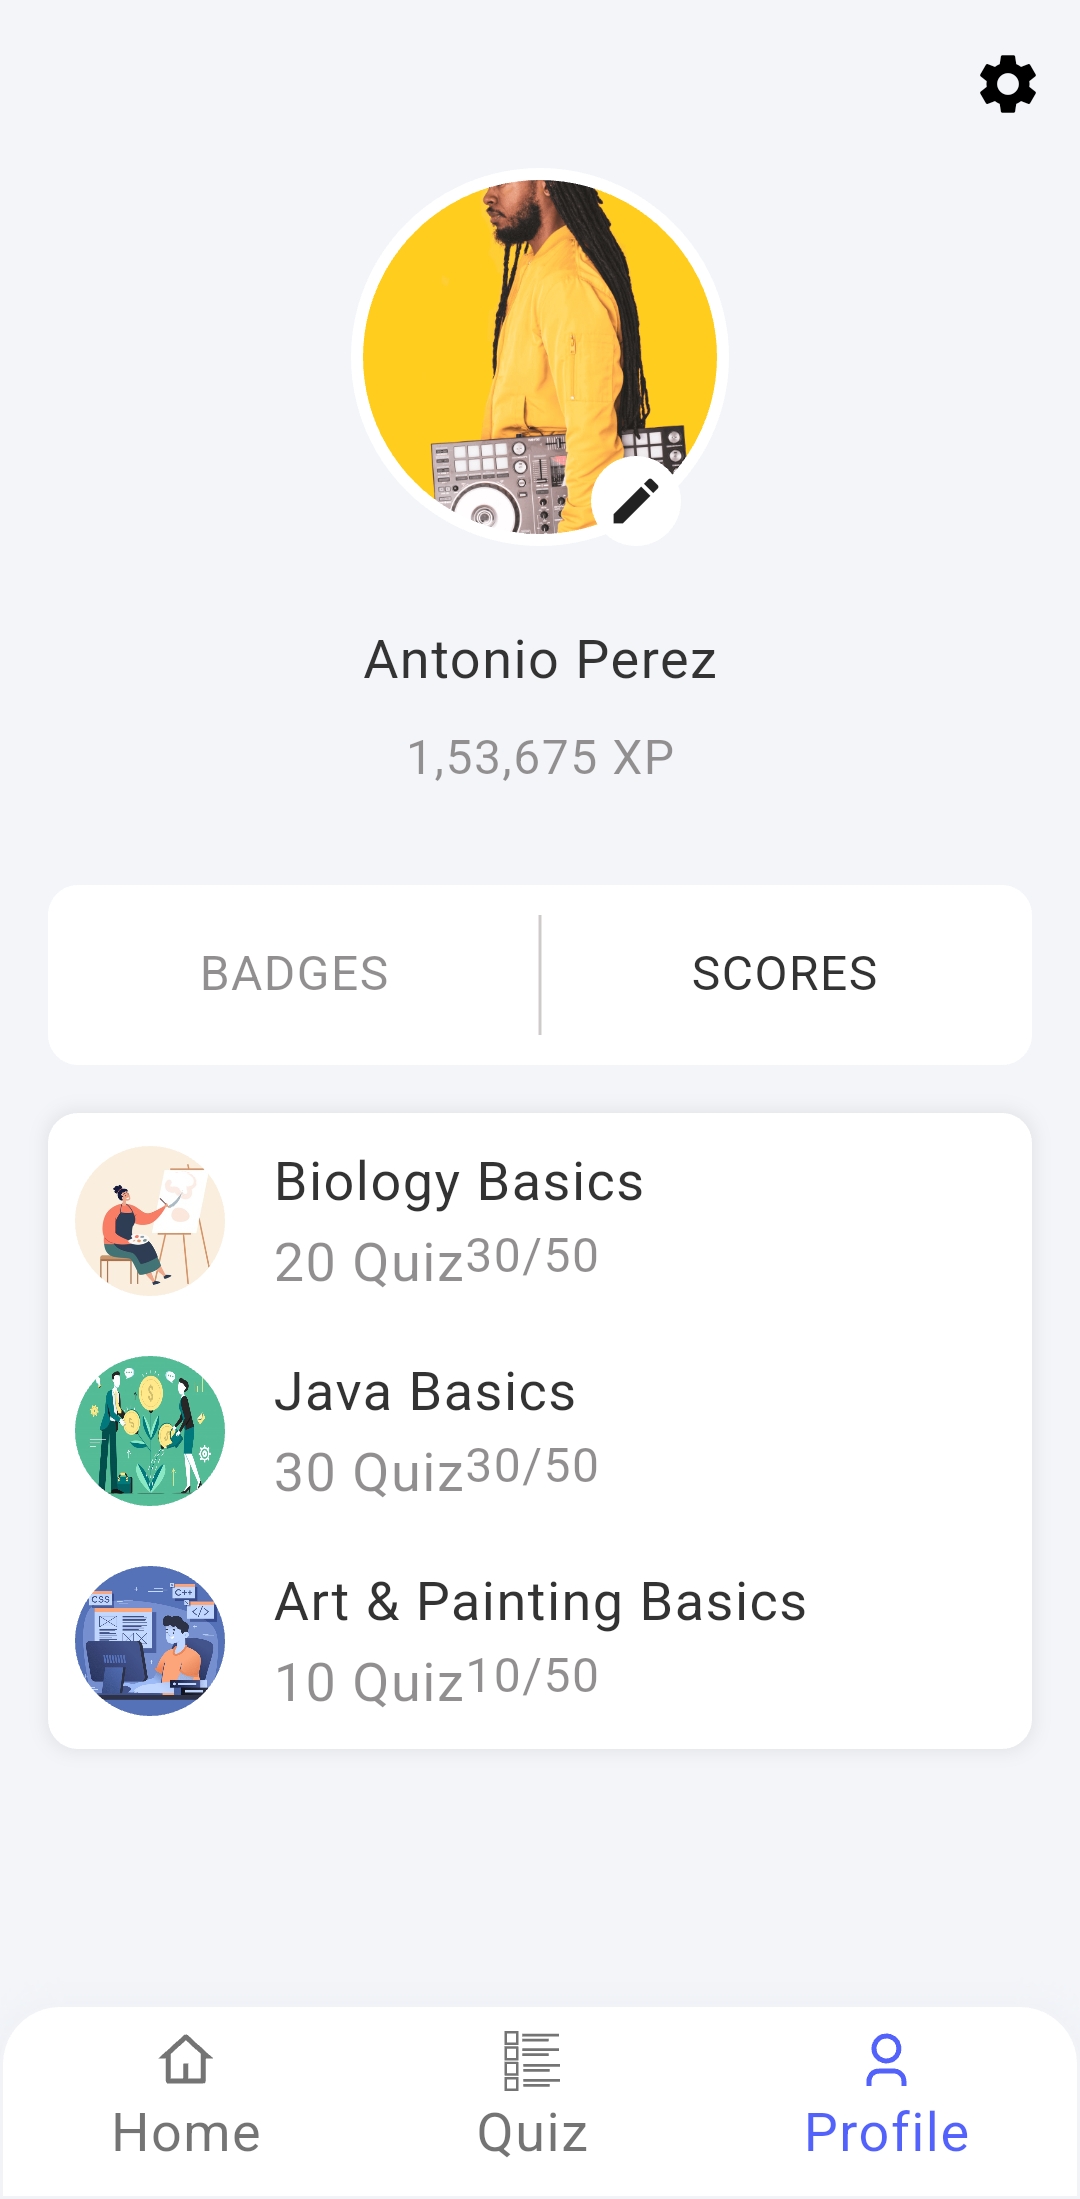 Antonio Perez
1,53,675 XP
BADGES
SCORES
Biology Basics
20 Quiz30/50
Java Basics
30 Quiz30/50
CSS
C++
</>
Art & Painting Basics
10 Quiz10/50
Home
Quiz
Profile